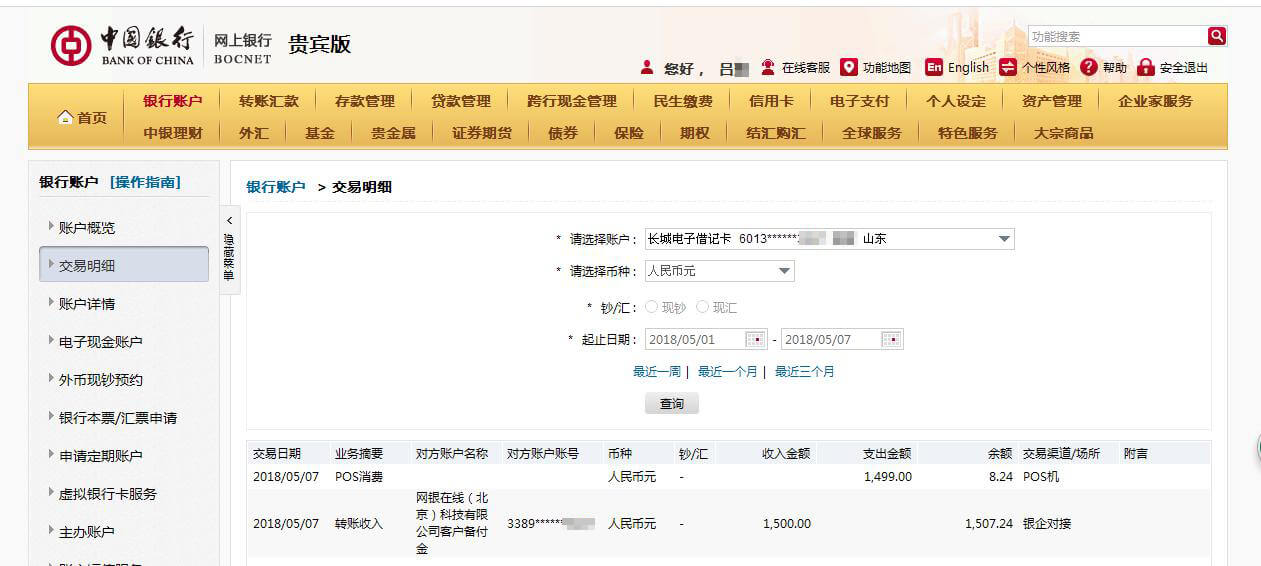 中国银行
BANK OF CHINA
网上银行
BOCNET
贵宾版
功能搜索
您好， 吕
在线客服
功能地图
En English
个性风格
? 帮助
安全退出
首页
银行账户 转账汇款 存款管理 贷款管理 跨行现金管理 民生缴费 信用卡 电子支付 个人设定 资产管理 企业家服务
中银理财 外汇 基金 贵金属 证券期货 债券 保险 期权 结汇购汇 全球服务 特色服务 大宗商品
银行账户 [操作指南]
账户概览
交易明细
账户详情
电子现金账户
外币现钞预约
银行本票/汇票申请
申请定期账户
虚拟银行卡服务
主办账户
<
隐藏菜单
银行账户 > 交易明细
* 请选择账户： 长城电子借记卡 6013****** 山东
* 请选择币种： 人民币元
* 钞/汇： 现钞 现汇
* 起止日期： 2018/05/01 - 2018/05/07
最近一周 | 最近一个月 | 最近三个月
查询
交易日期 业务摘要 对方账户名称 对方账户账号 币种 钞/汇 收入金额 支出金额 余额 交易渠道/场所 附言
2018/05/07 POS消费 人民币元 - 1,499.00 8.24 POS机
2018/05/07 转账收入 网银在线（北京）科技有限公司客户备付金 3389****** 人民币元 - 1,500.00 1,507.24 银企对接